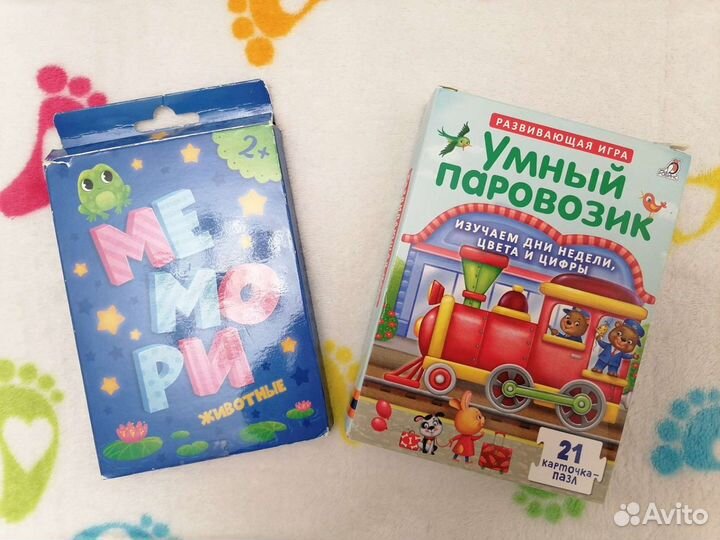 2+
МЕ
МО
РИ
ЖИВОТНЫЕ
РАЗВИВАЮЩАЯ ИГРА
УМНЫЙ
ПАРОВОЗИК
ИЗУЧАЕМ ДНИ НЕДЕЛИ,
ЦВЕТА И ЦИФРЫ
21
КАРТОЧКА-
ПАЗЛ
Avito